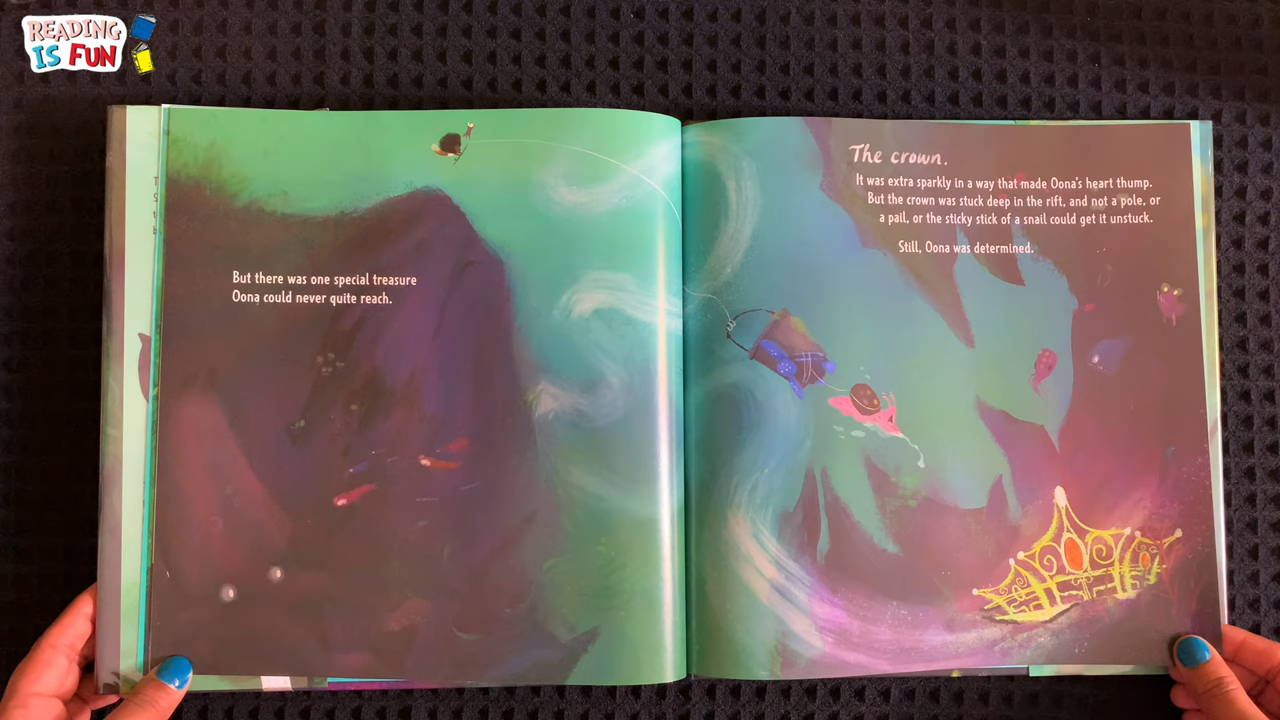 READING
IS FUN
But there was one special treasure
Oona could never quite reach.
The crown.
It was extra sparkly in a way that made Oona's heart thump.
But the crown was stuck deep in the rift, and not a pole, or
a pail, or the sticky stick of a snail could get it unstuck.
Still, Oona was determined.